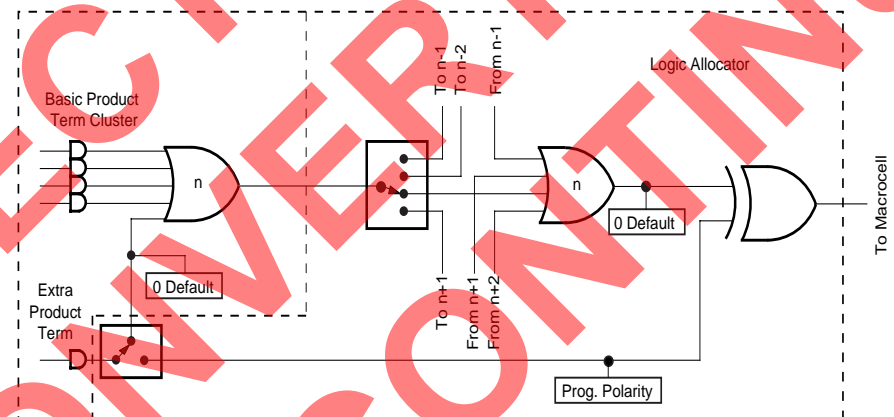 To n-1
To n-2
From n-1
Logic Allocator
Basic Product
Term Cluster
n
n
0 Default
To Macrocell
0 Default
Extra
Product
Term
To n+1
From n+1
From n+2
Prog. Polarity